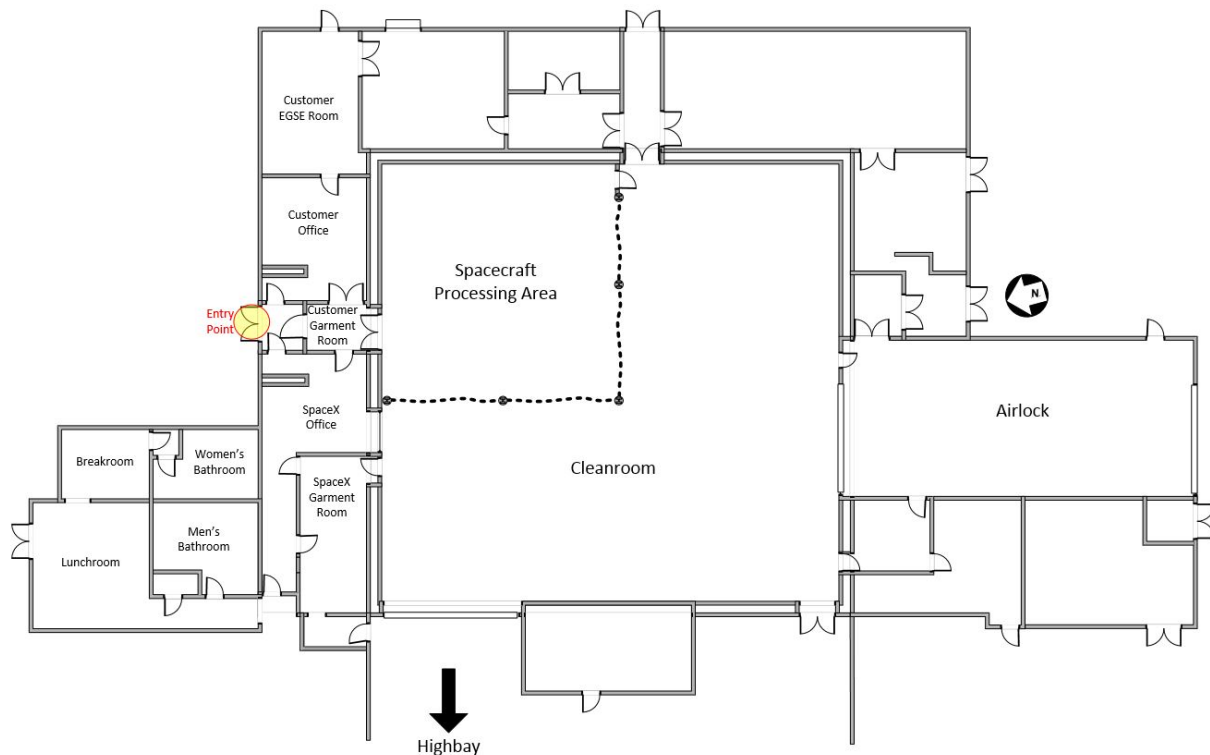 Customer
EGSE Room
Customer
Office
Spacecraft
Processing Area
N
Entry
Point
Customer
Garment
Room
SpaceX
Office
Airlock
Breakroom
Women's
Bathroom
Cleanroom
SpaceX
Garment
Room
Men's
Bathroom
Lunchroom
Highbay